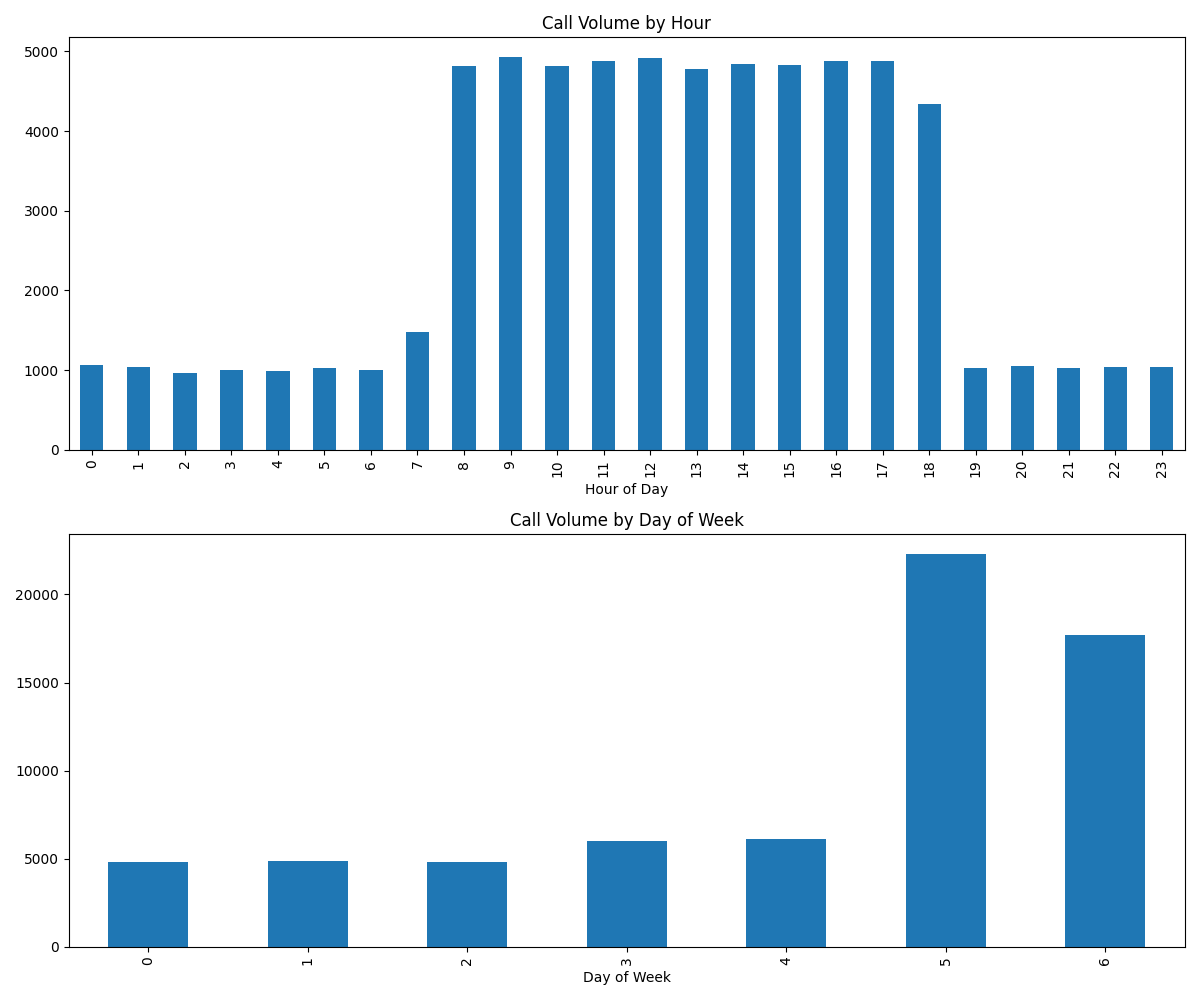 Call Volume by Hour
5000
4000
3000
2000
1000
0
0 1 2 3 4 5 6 7 8 9 10 11 12 13 14 15 16 17 18 19 20 21 22 23
Hour of Day
Call Volume by Day of Week
20000
15000
10000
5000
0
0 1 2 3 4 5 6
Day of Week